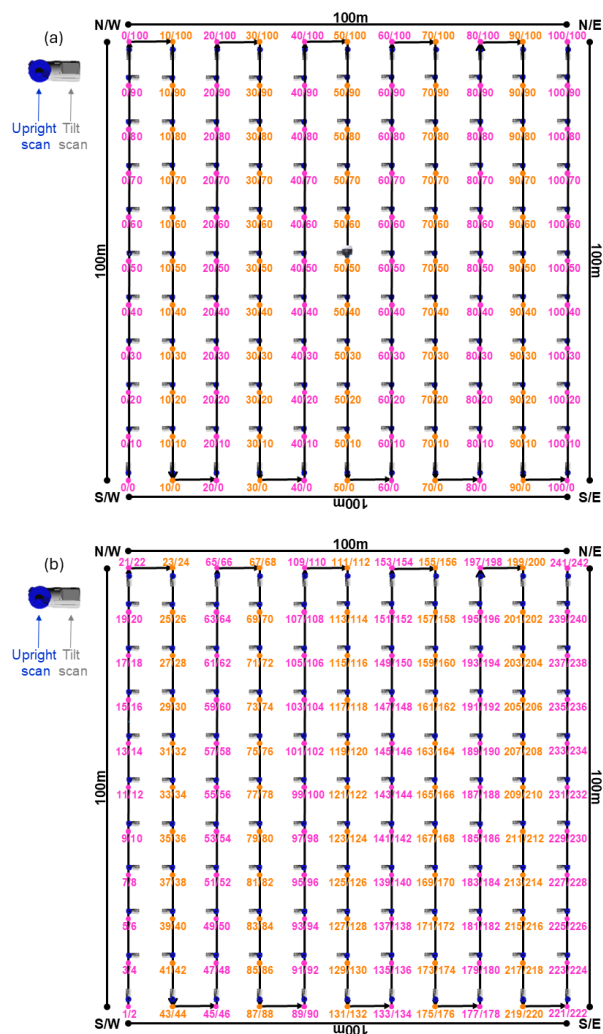 100m
N/W N/E
(a)
0/100 10/100 20/100 30/100 40/100 50/100 60/100 70/100 80/100 90/100 100/100
0/90 10/90 20/90 30/90 40/90 50/90 60/90 70/90 80/90 90/90 100/90
Upright scan
Tilt scan
0/80 10/80 20/80 30/80 40/80 50/80 60/80 70/80 80/80 90/80 100/80
0/70 10/70 20/70 30/70 40/70 50/70 60/70 70/70 80/70 90/70 100/70
0/60 10/60 20/60 30/60 40/60 50/60 60/60 70/60 80/60 90/60 100/60
100m 100m
0/50 10/50 20/50 30/50 40/50 50/50 60/50 70/50 80/50 90/50 100/50
0/40 10/40 20/40 30/40 40/40 50/40 60/40 70/40 80/40 90/40 100/40
0/30 10/30 20/30 30/30 40/30 50/30 60/30 70/30 80/30 90/30 100/30
0/20 10/20 20/20 30/20 40/20 50/20 60/20 70/20 80/20 90/20 100/20
0/10 10/10 20/10 30/10 40/10 50/10 60/10 70/10 80/10 90/10 100/10
0/0 10/0 20/0 30/0 40/0 50/0 60/0 70/0 80/0 90/0 100/0
S/W S/E
100m
100m
N/W N/E
(b)
21/22 23/24 65/66 67/68 109/110 111/112 153/154 155/156 197/198 199/200 241/242
19/20 25/26 63/64 69/70 107/108 113/114 151/152 157/158 195/196 201/202 239/240
Upright scan
Tilt scan
17/18 27/28 61/62 71/72 105/106 115/116 149/150 159/160 193/194 203/204 237/238
15/16 29/30 59/60 73/74 103/104 117/118 147/148 161/162 191/192 205/206 235/236
13/14 31/32 57/58 75/76 101/102 119/120 145/146 163/164 189/190 207/208 233/234
100m 100m
11/12 33/34 55/56 77/78 99/100 121/122 143/144 165/166 187/188 209/210 231/232
9/10 35/36 53/54 79/80 97/98 123/124 141/142 167/168 185/186 211/212 229/230
7/8 37/38 51/52 81/82 95/96 125/126 139/140 169/170 183/184 213/214 227/228
5/6 39/40 49/50 83/84 93/94 127/128 137/138 171/172 181/182 215/216 225/226
3/4 41/42 47/48 85/86 91/92 129/130 135/136 173/174 179/180 217/218 223/224
1/2 43/44 45/46 87/88 89/90 131/132 133/134 175/176 177/178 219/220 221/222
S/W S/E
100m